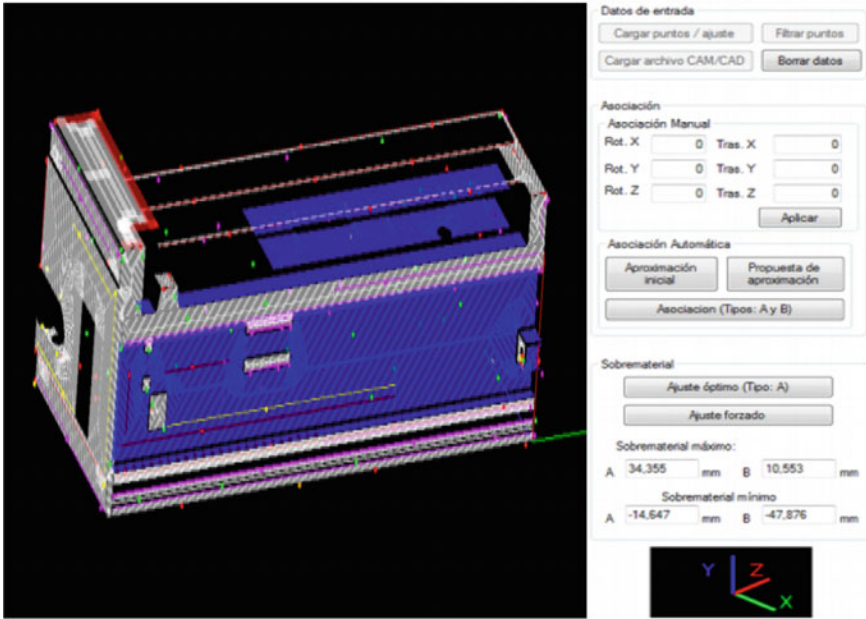 Datos de entrada
Cargar puntos / ajuste Filtrar puntos
Cargar archivo CAM/CAD Borrar datos
Asociación
Asociación Manual
Rot. X 0 Tras. X 0
Rot. Y 0 Tras. Y 0
Rot. Z 0 Tras. Z 0
Aplicar
Asociación Automática
Aproximación inicial Propuesta de aproximación
Asociacion (Tipos: A y B)
Sobrematerial
Ajuste óptimo (Tipo: A)
Ajuste forzado
Sobrematerial máximo:
A 34,355 mm B 10,553 mm
Sobrematerial mínimo
A -14,647 mm B -47,876 mm
Y Z X